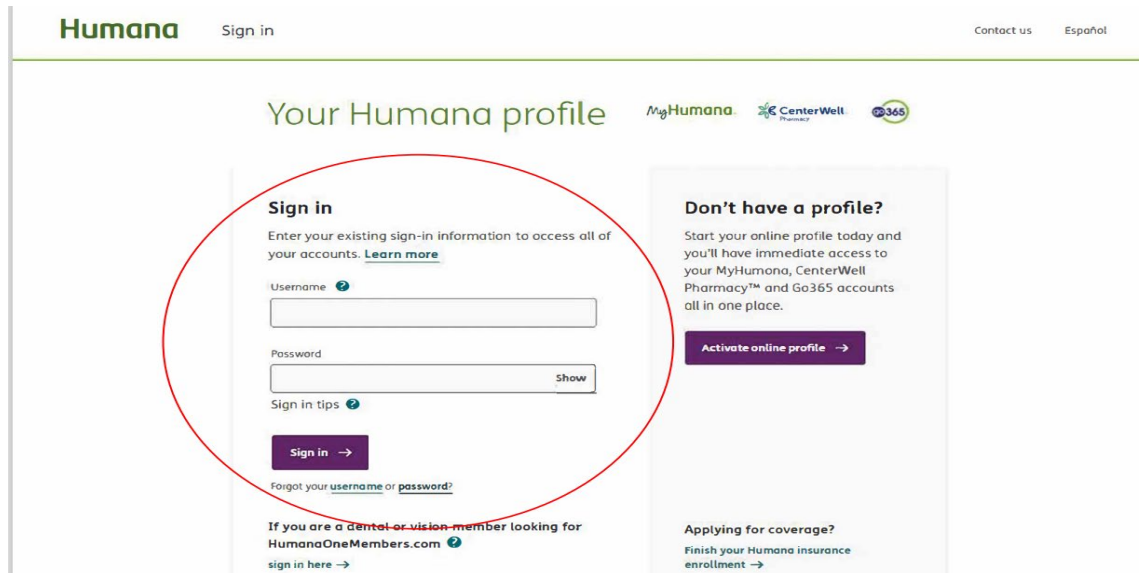 Humana
Sign in
Contact us
Español
Your Humana profile
MyHumana.
CenterWell
Pharmacy
Go365
Sign in
Enter your existing sign-in information to access all of
your accounts. Learn more
Username ?
Password
Show
Sign in tips ?
Sign in →
Forgot your username or password?
If you are a dental or vision member looking for
HumanaOneMembers.com ?
sign in here →
Don't have a profile?
Start your online profile today and
you'll have immediate access to
your MyHumana, CenterWell
Pharmacy™ and Go365 accounts
all in one place.
Activate online profile →
Applying for coverage?
Finish your Humana insurance
enrollment →